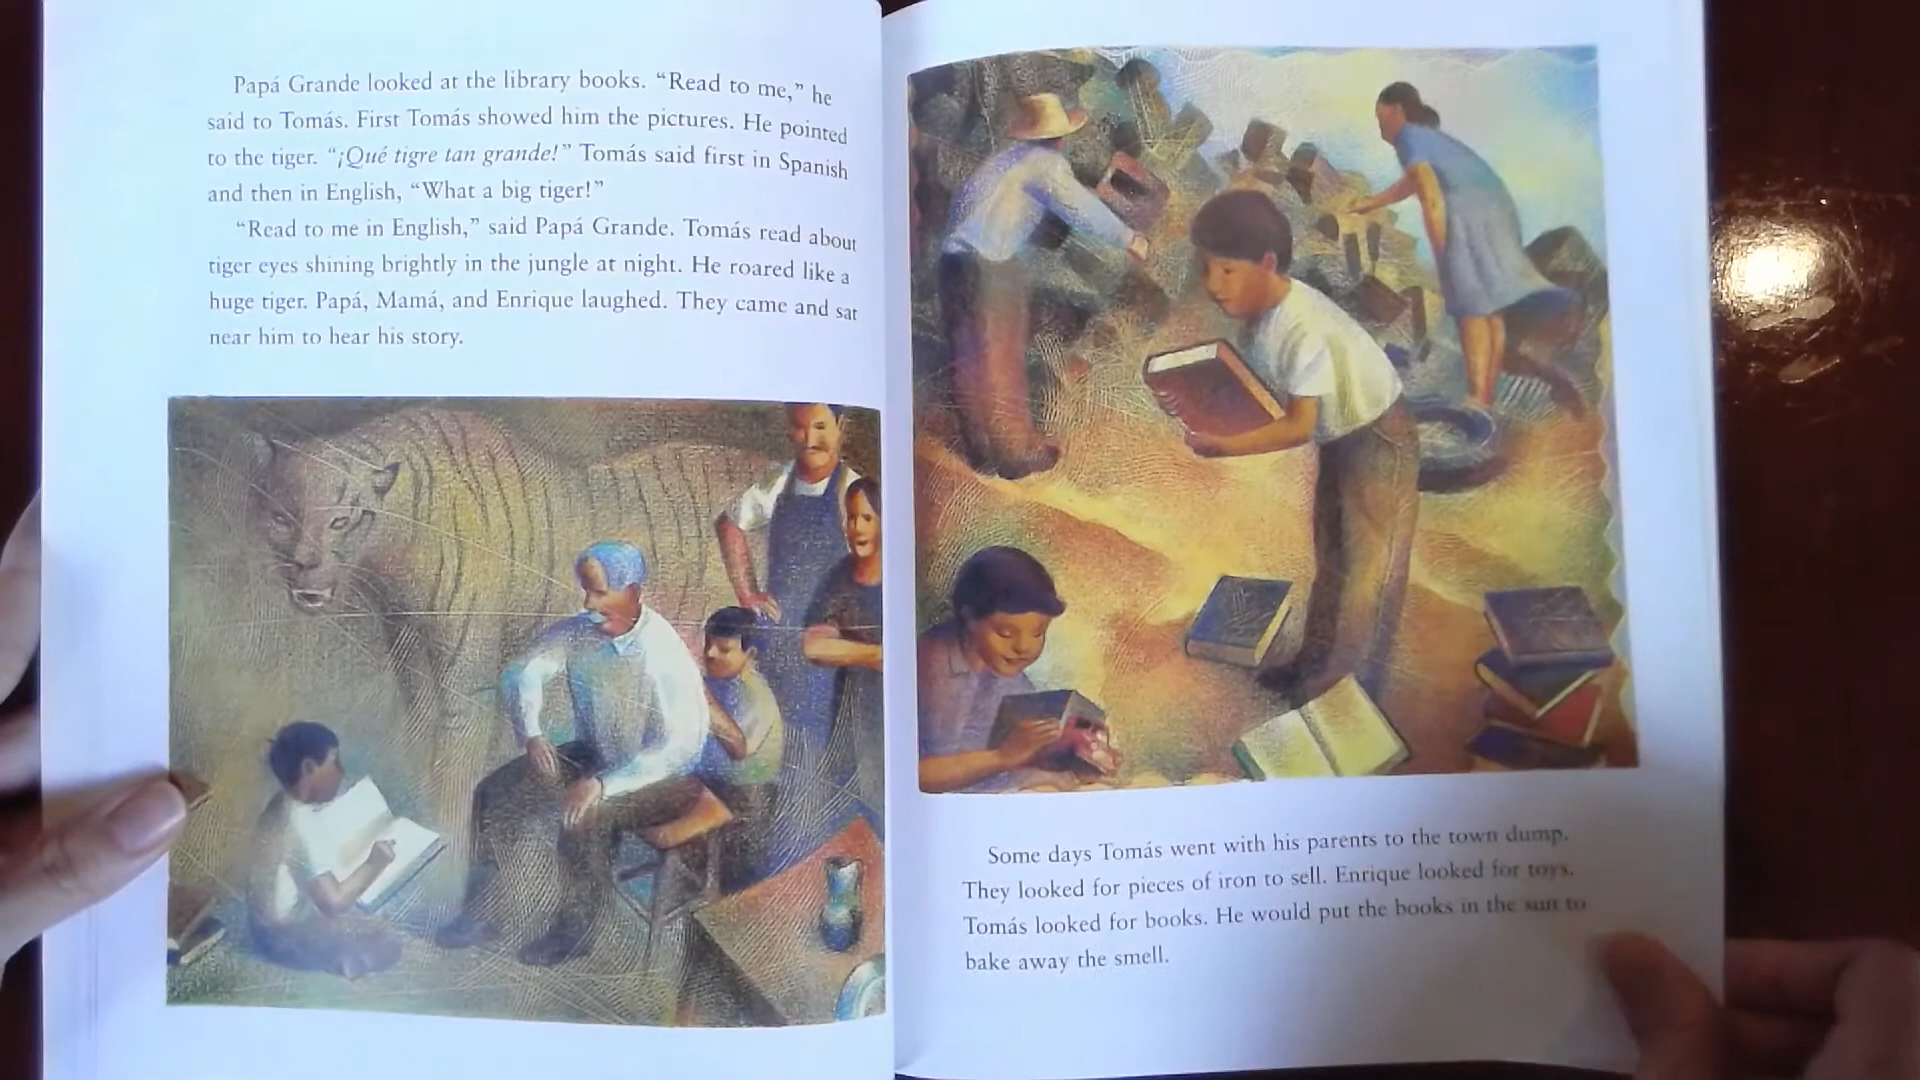 Papá Grande looked at the library books. “Read to me,” he
said to Tomás. First Tomás showed him the pictures. He pointed
to the tiger. “¡Qué tigre tan grande!” Tomás said first in Spanish
and then in English, “What a big tiger!”
“Read to me in English,” said Papá Grande. Tomás read about
tiger eyes shining brightly in the jungle at night. He roared like a
huge tiger. Papá, Mamá, and Enrique laughed. They came and sat
near him to hear his story.
Some days Tomás went with his parents to the town dump.
They looked for pieces of iron to sell. Enrique looked for toys.
Tomás looked for books. He would put the books in the sun to
bake away the smell.